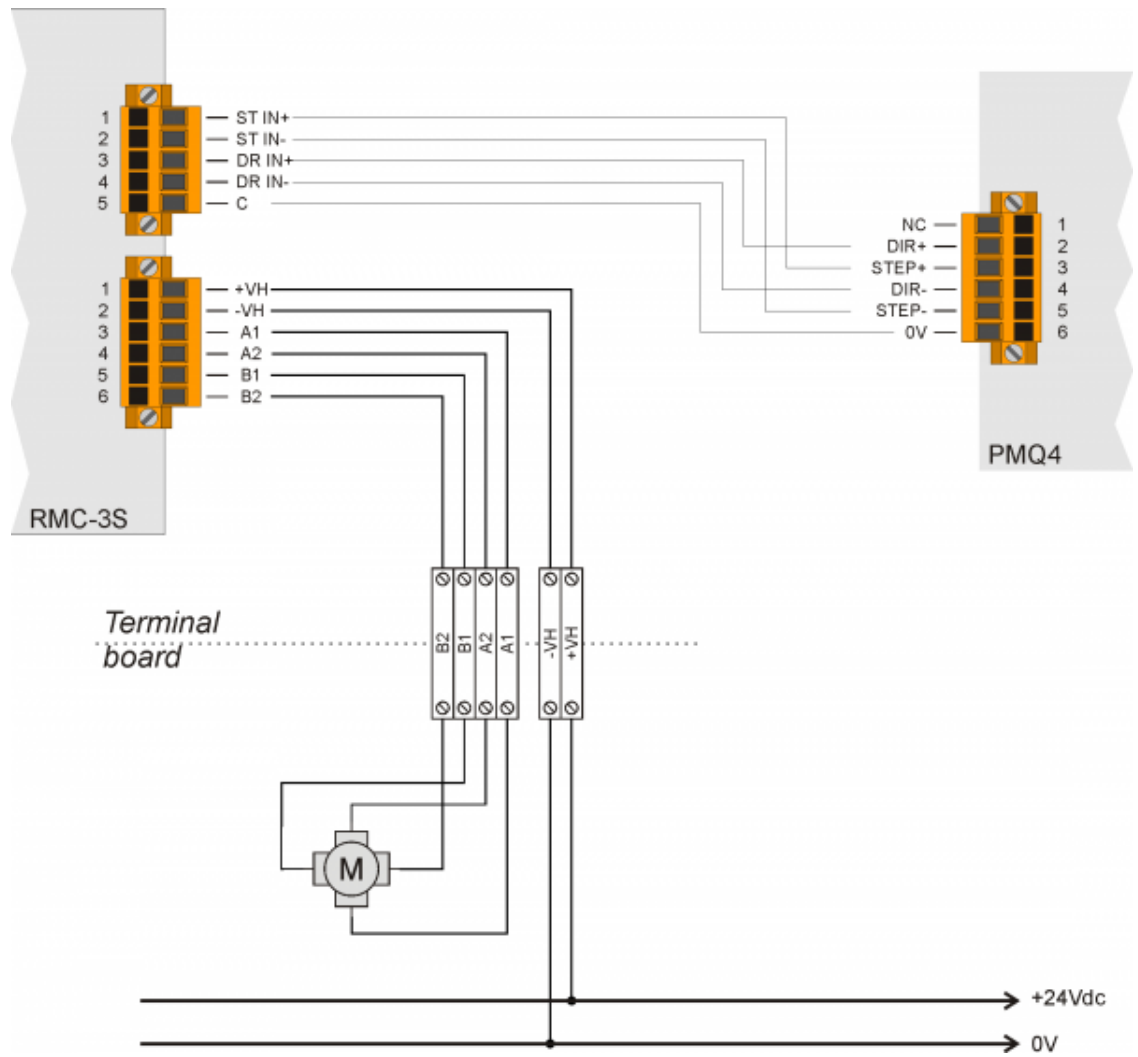 1 ST IN+
2 ST IN-
3 DR IN+
4 DR IN-
5 C
NC 1
DIR+ 2
STEP+ 3
DIR- 4
STEP- 5
0V 6
PMQ4
1 +VH
2 -VH
3 A1
4 A2
5 B1
6 B2
RMC-3S
Terminal
board
B2
B1
A2
A1
-VH
+VH
M
+24Vdc
0V